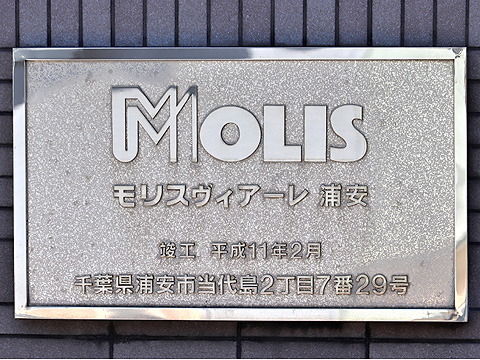 MOLIS
モリスヴィアーレ 浦安
竣工 平成11年2月
千葉県浦安市当代島2丁目7番29号